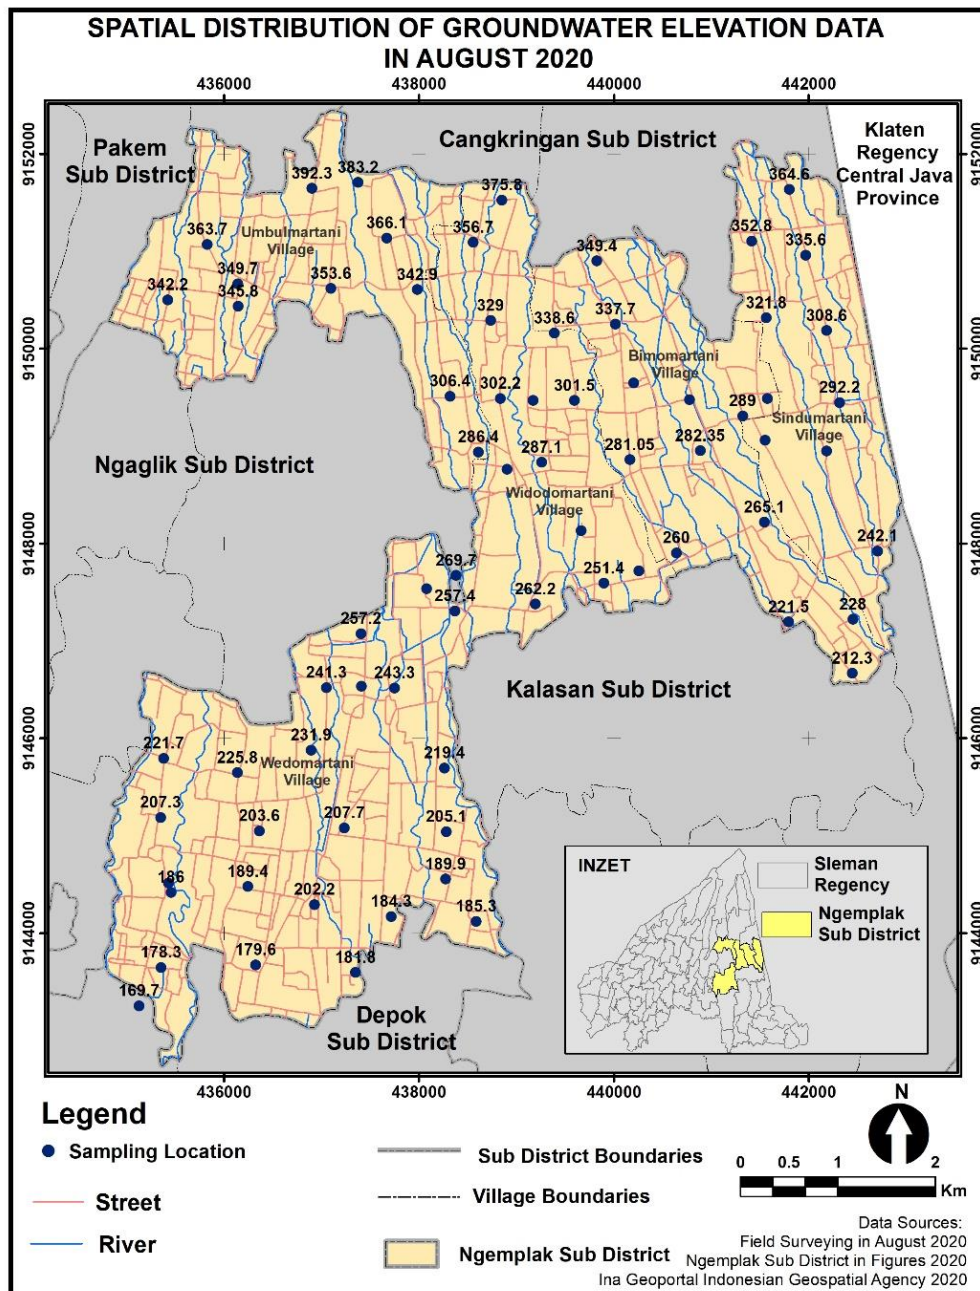 SPATIAL DISTRIBUTION OF GROUNDWATER ELEVATION DATA
IN AUGUST 2020
436000
438000
440000
442000
9152000
9152000
9150000
9150000
9148000
9148000
9146000
9146000
9144000
9144000
Pakem
Sub District
Cangkringan Sub District
Klaten
Regency
Central Java
Province
392.3
383.2
375.8
364.6
363.7
Umbulmartani
Village
366.1
356.7
349.4
352.8
335.6
342.2
349.7
345.8
353.6
342.9
329
338.6
337.7
321.8
308.6
Bimomartani
Village
306.4
302.2
301.5
289
292.2
Sindumartani
Village
286.4
287.1
281.05
282.35
Ngaglik Sub District
Widodomartani
Village
265.1
260
242.1
269.7
251.4
257.4
262.2
221.5
228
257.2
212.3
241.3
243.3
Kalasan Sub District
231.9
221.7
225.8
Wedomartani
Village
219.4
207.3
203.6
207.7
205.1
186
189.4
189.9
202.2
184.3
185.3
178.3
179.6
181.8
169.7
Depok
Sub District
INZET
Sleman
Regency
Ngemplak
Sub District
436000
438000
440000
442000
Legend
Sampling Location
Street
River
Sub District Boundaries
Village Boundaries
Ngemplak Sub District
N
0 0.5 1 2
Km
Data Sources:
Field Surveying in August 2020
Ngemplak Sub District in Figures 2020
Ina Geoportal Indonesian Geospatial Agency 2020